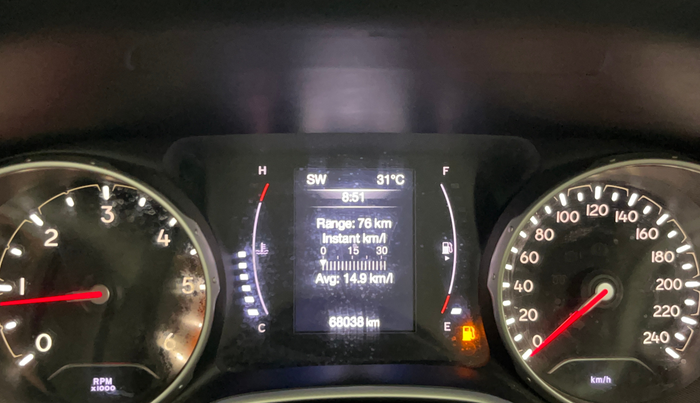 H
SW 31°C
F
8:51
Range: 76 km
Instant km/l
0 15 30
Avg: 14.9 km/l
68038 km
C
E
0
1
2
3
4
5
6
RPM
x1000
0
20
40
60
80
100
120
140
160
180
200
220
240
km/h